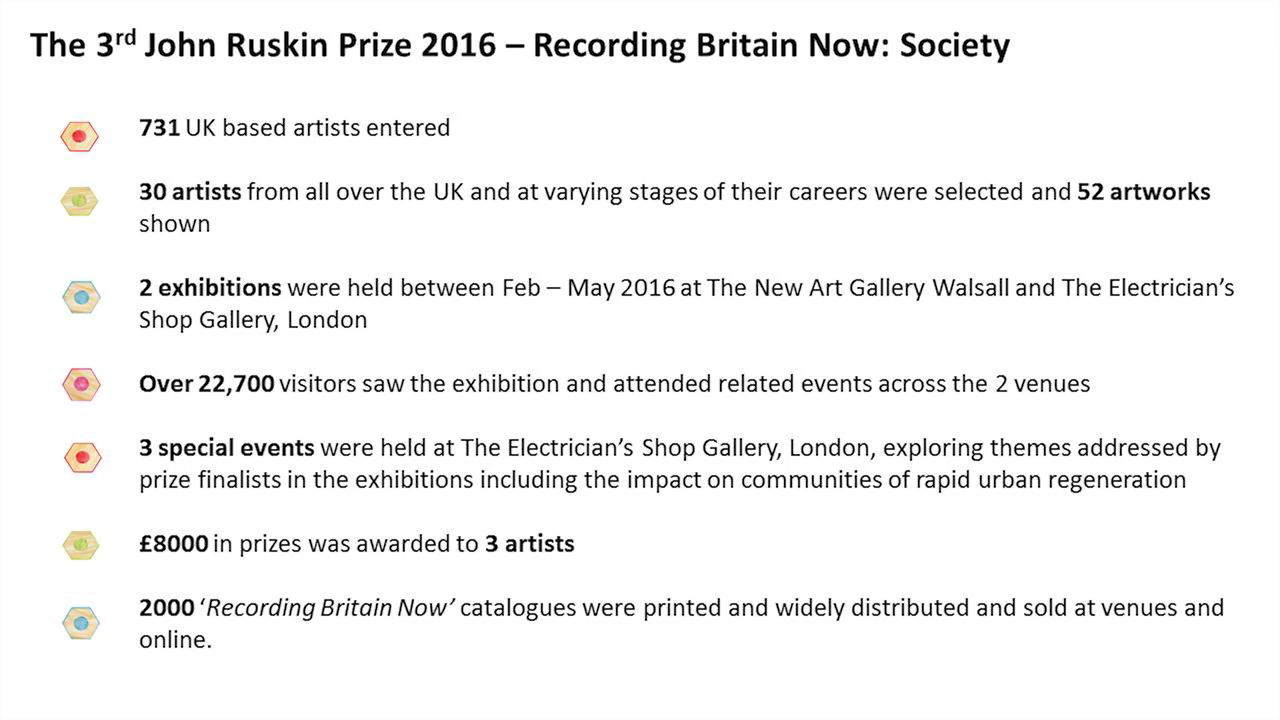 The 3rd John Ruskin Prize 2016 – Recording Britain Now: Society
731 UK based artists entered
30 artists from all over the UK and at varying stages of their careers were selected and 52 artworks
shown
2 exhibitions were held between Feb – May 2016 at The New Art Gallery Walsall and The Electrician’s
Shop Gallery, London
Over 22,700 visitors saw the exhibition and attended related events across the 2 venues
3 special events were held at The Electrician’s Shop Gallery, London, exploring themes addressed by
prize finalists in the exhibitions including the impact on communities of rapid urban regeneration
£8000 in prizes was awarded to 3 artists
2000 ‘Recording Britain Now’ catalogues were printed and widely distributed and sold at venues and
online.